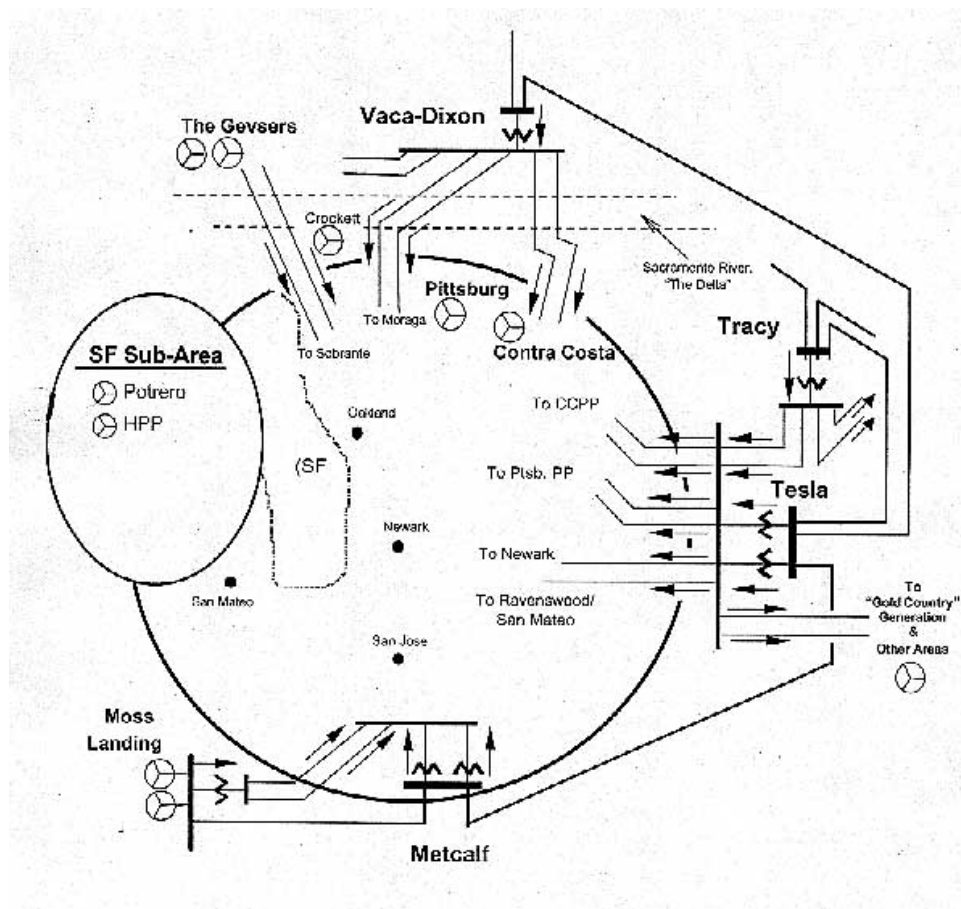 Vaca-Dixon
The Geysers
Crockett
Sacramento River.
"The Delta"
Pittsburg
To Moraga
Contra Costa
Tracy
To Sobrante
SF Sub-Area
Potrero
HPP
Oakland
To CCPP
(SF
To Ptsb. PP
Tesla
Newark
To Newark
San Mateo
To Ravenswood/
San Mateo
To
"Gold Country"
Generation
&
Other Areas
San Jose
Moss
Landing
Metcalf